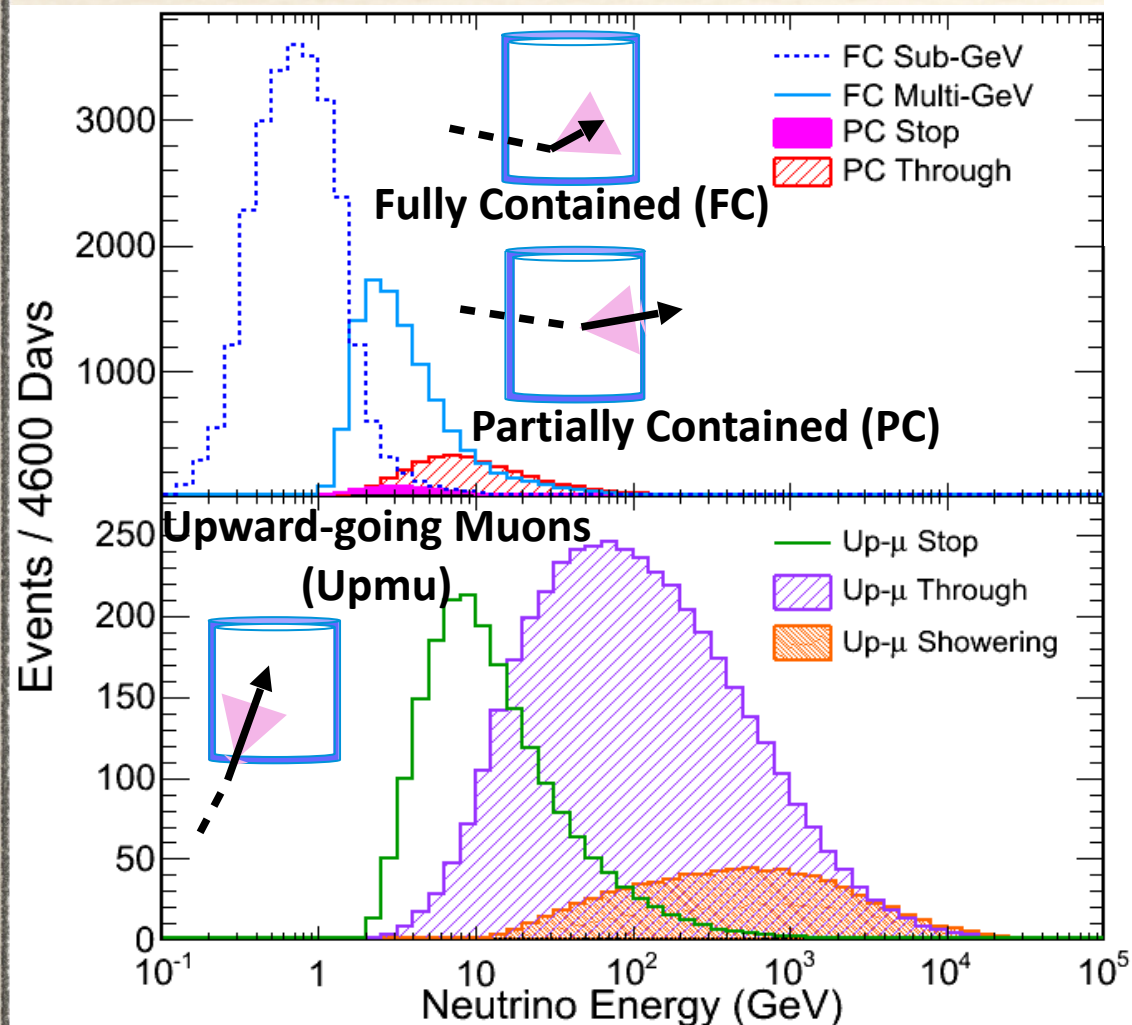 FC Sub-GeV
FC Multi-GeV
PC Stop
PC Through
Fully Contained (FC)
Partially Contained (PC)
3000
2000
1000
Events / 4600 Days
Upward-going Muons
(Upmu)
Up-μ Stop
Up-μ Through
Up-μ Showering
250
200
150
100
50
0
10⁻¹ 1 10 10² 10³ 10⁴ 10⁵
Neutrino Energy (GeV)